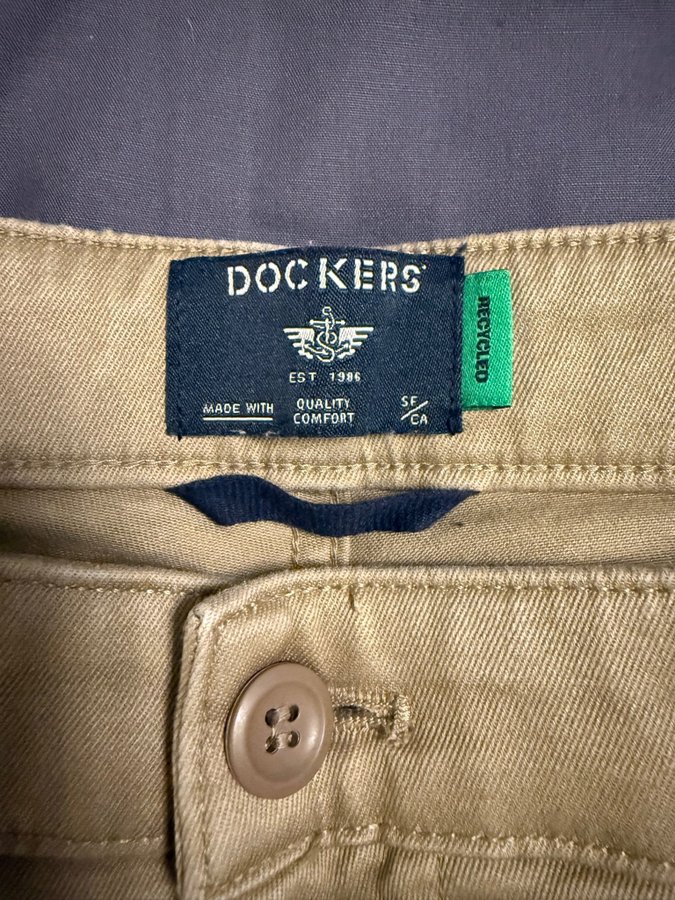 DOCKERS
EST 1986
MADE WITH
QUALITY
COMFORT
SF/CA
RECYCLED